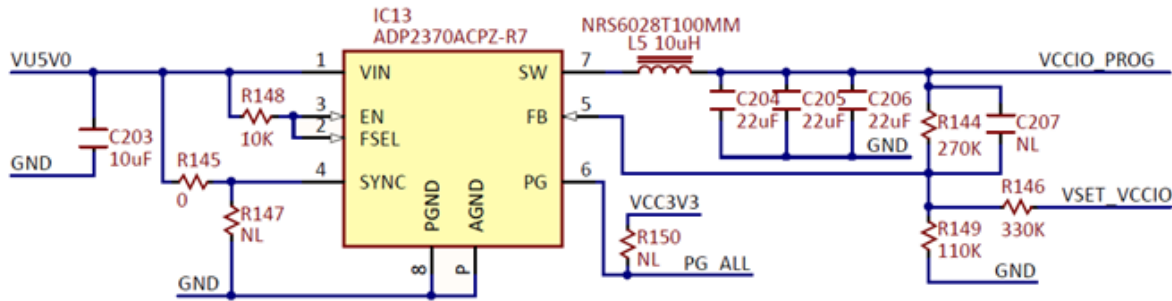 IC13
ADP2370ACPZ-R7
NRS6028T100MM
L5 10uH
VU5V0
1
VIN
SW
7
VCCIO_PROG
R148
10K
3
EN
2
FSEL
FB
5
C204
22uF
C205
22uF
C206
22uF
GND
R144
270K
C207
NL
C203
10uF
GND
R145
0
4
SYNC
PG
6
R147
NL
PGND
AGND
8
P
GND
VCC3V3
R150
NL
PG_ALL
R146
330K
VSET_VCCIO
R149
110K
GND